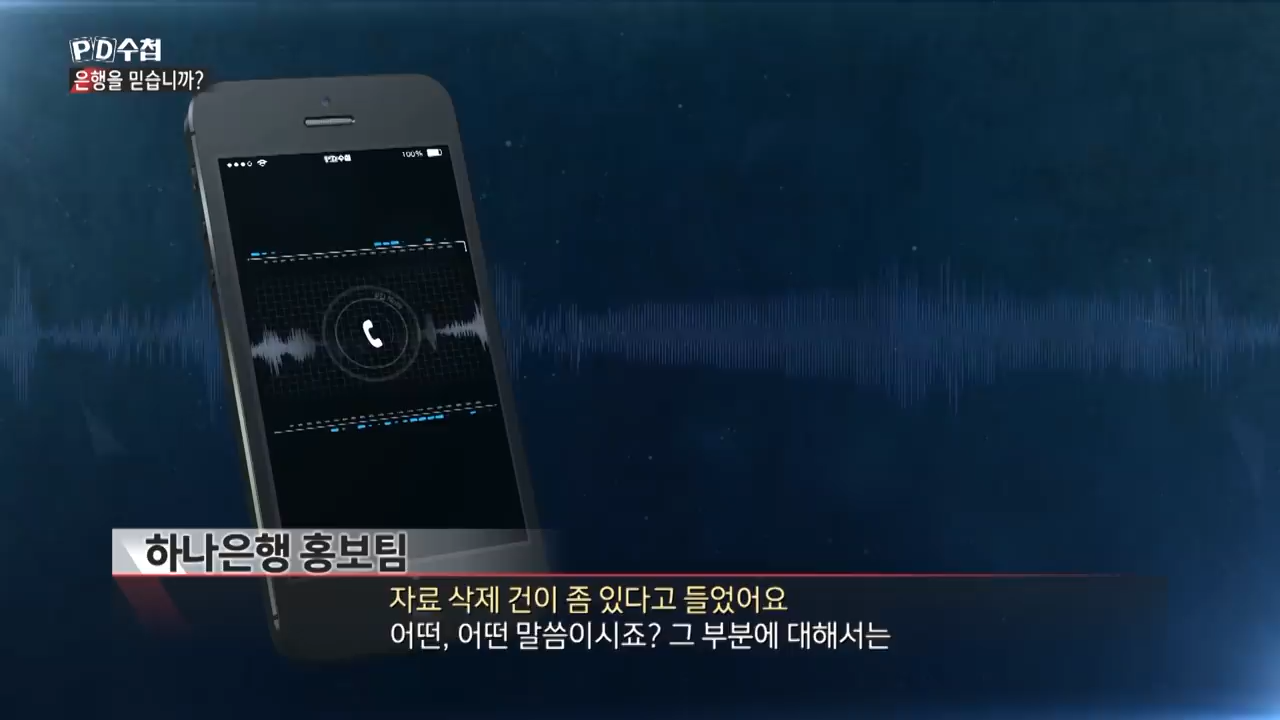 PD수첩
은행을 믿습니까?
PD수첩
100%
하나은행 홍보팀
자료 삭제 건이 좀 있다고 들었어요
어떤, 어떤 말씀이시죠? 그 부분에 대해서는